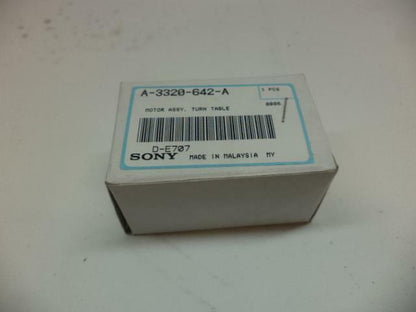 A-3320-642-A
1 PCS
MOTOR ASSY, TURN TABLE
D-E707
SONY MADE IN MALAYSIA MY